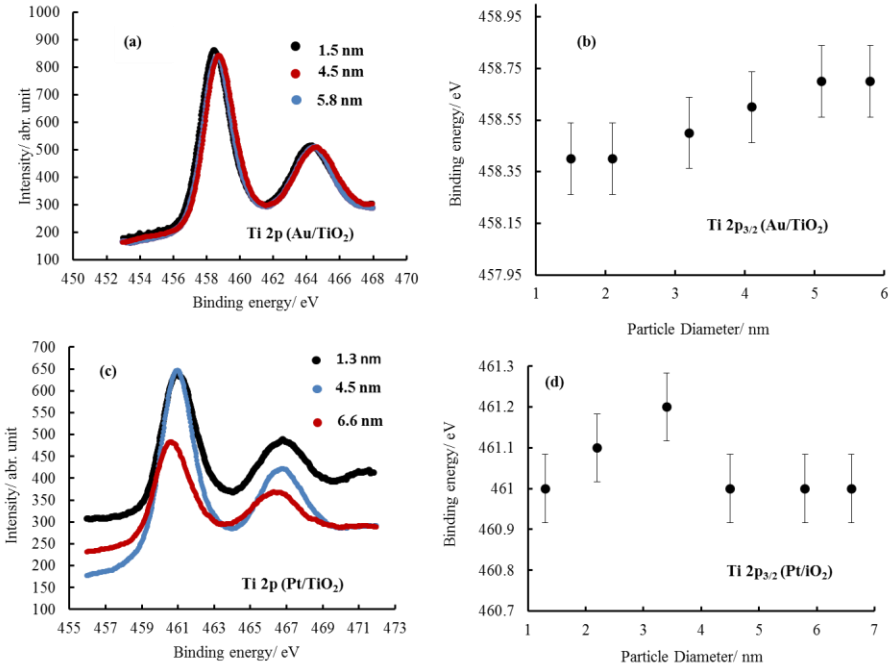 (a)
1.5 nm
4.5 nm
5.8 nm
Intensity/ abr. unit
1000
900
800
700
600
500
400
300
200
100
Ti 2p (Au/TiO₂)
450 452 454 456 458 460 462 464 466 468 470
Binding energy/ eV
(b)
Binding energy/ eV
458.95
458.75
458.55
458.35
458.15
457.95
Ti 2p₃/₂ (Au/TiO₂)
1 2 3 4 5 6
Particle Diameter/ nm
(c)
1.3 nm
4.5 nm
6.6 nm
Intensity/ abr. unit
700
650
600
550
500
450
400
350
300
250
200
150
100
Ti 2p (Pt/TiO₂)
455 457 459 461 463 465 467 469 471 473
Binding energy/ eV
(d)
Binding energy/ eV
461.3
461.2
461.1
461
460.9
460.8
460.7
Ti 2p₃/₂ (Pt/iO₂)
1 2 3 4 5 6 7
Particle Diameter/ nm